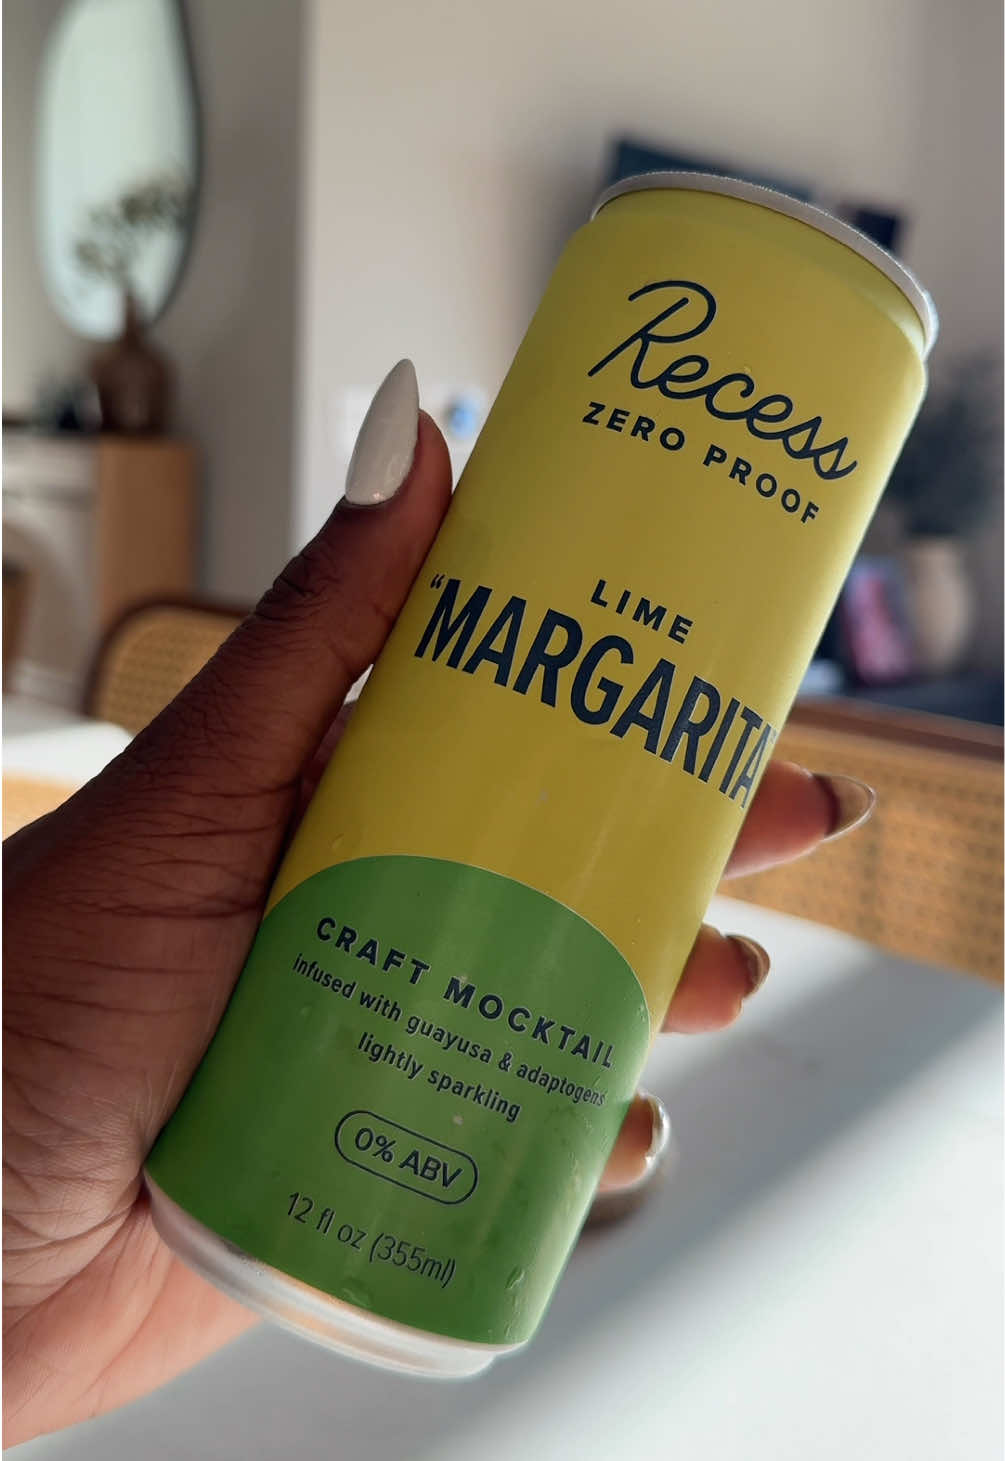 Recess
ZERO PROOF
LIME
“MARGARITA”
CRAFT MOCKTAIL
infused with guayusa & adaptogens
lightly sparkling
0% ABV
12 fl oz (355ml)